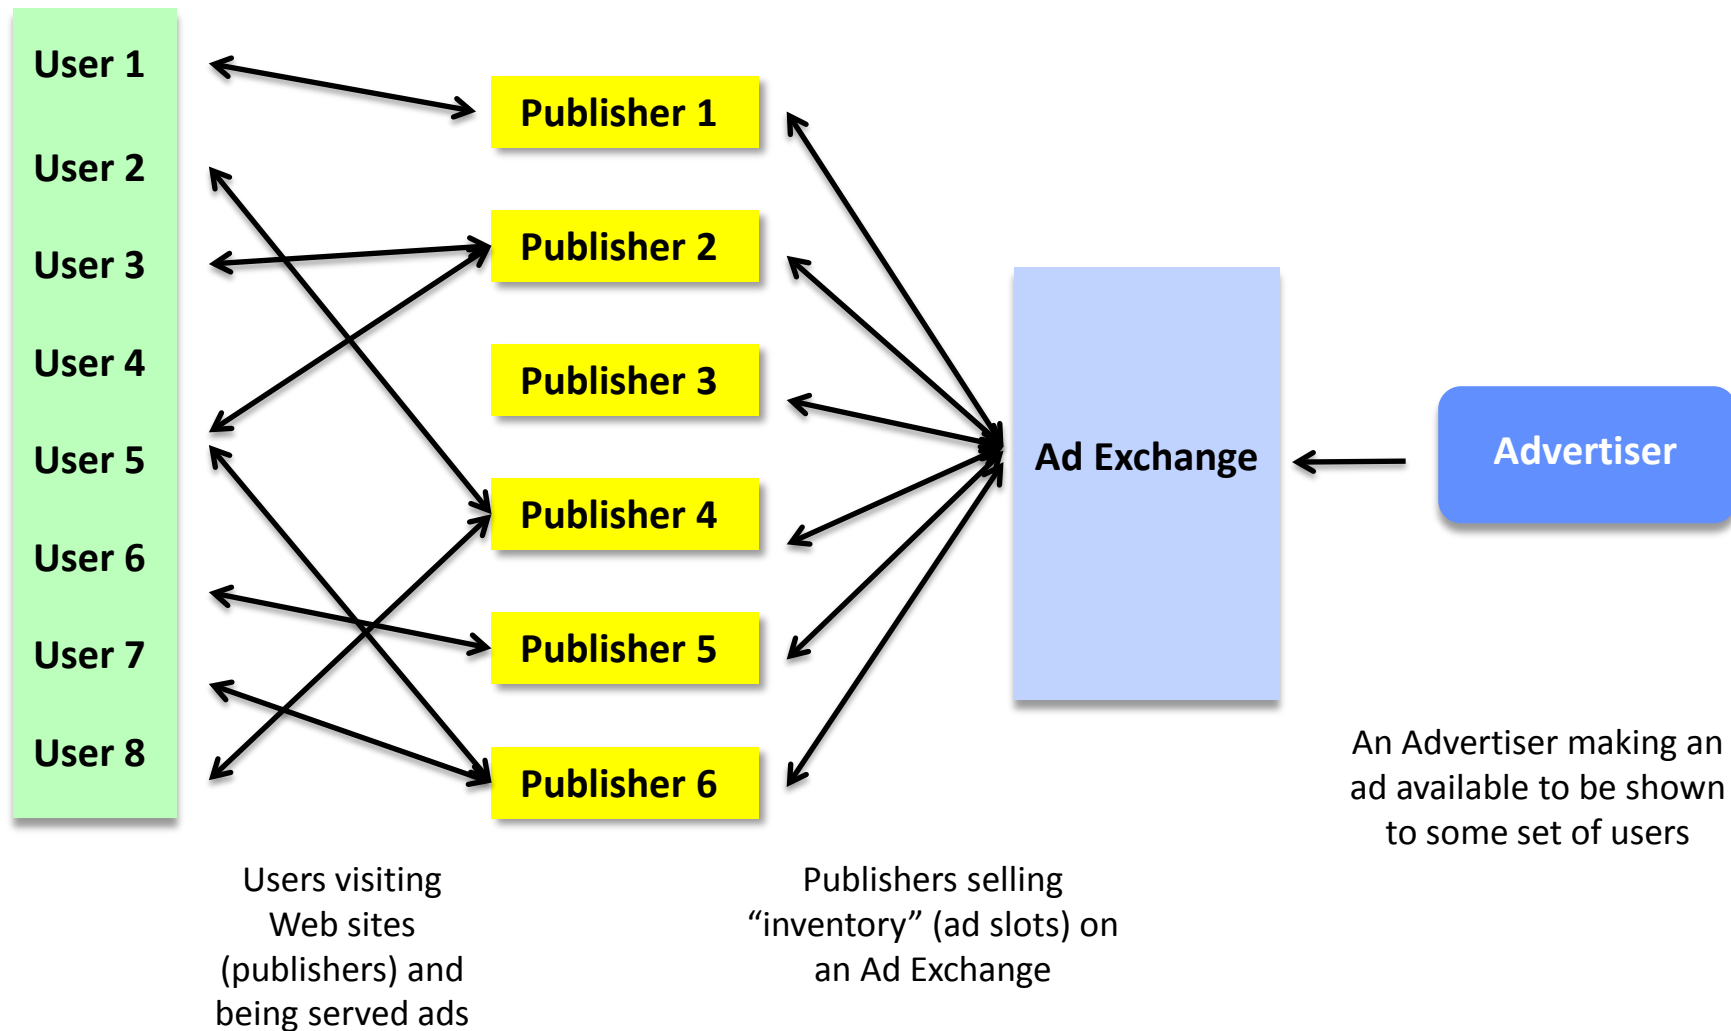 User 1
User 2
User 3
User 4
User 5
User 6
User 7
User 8
Publisher 1
Publisher 2
Publisher 3
Publisher 4
Publisher 5
Publisher 6
Ad Exchange
Advertiser
Users visiting
Web sites
(publishers) and
being served ads
Publishers selling
“inventory” (ad slots) on
an Ad Exchange
An Advertiser making an
ad available to be shown
to some set of users